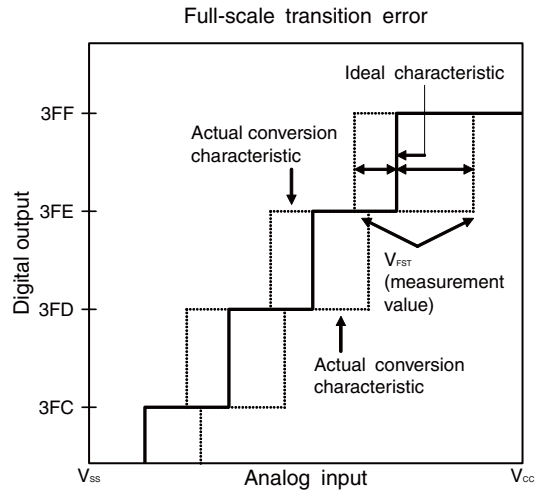 Full-scale transition error
Ideal characteristic
3FF
Actual conversion
characteristic
3FE
Digital output
VFST
(measurement
value)
3FD
Actual conversion
characteristic
3FC
VSS
Analog input
VCC